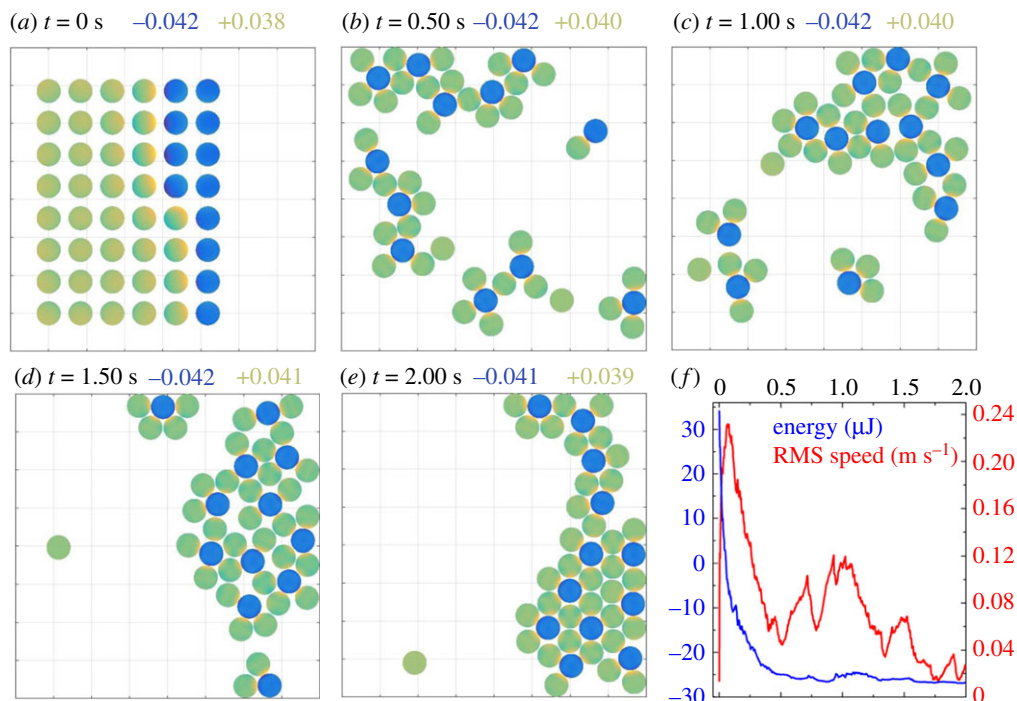 (a) t = 0 s −0.042 +0.038
(b) t = 0.50 s −0.042 +0.040
(c) t = 1.00 s −0.042 +0.040
(d) t = 1.50 s −0.042 +0.041
(e) t = 2.00 s −0.041 +0.039
(f) 0 0.5 1.0 1.5 2.0
energy (μJ)
RMS speed (m s⁻¹)
30
20
10
0
−10
−20
−30
0.24
0.20
0.16
0.12
0.08
0.04
0